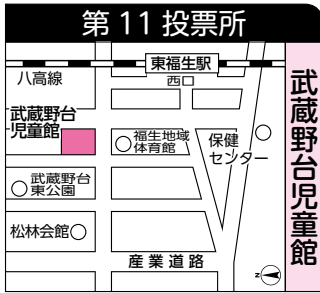 第11投票所
東福生駅
八高線
西口
武蔵野台
児童館
福生地域
体育館
保健
センター
武蔵野台
東公園
松林会館
産業道路
N
武蔵野台児童館